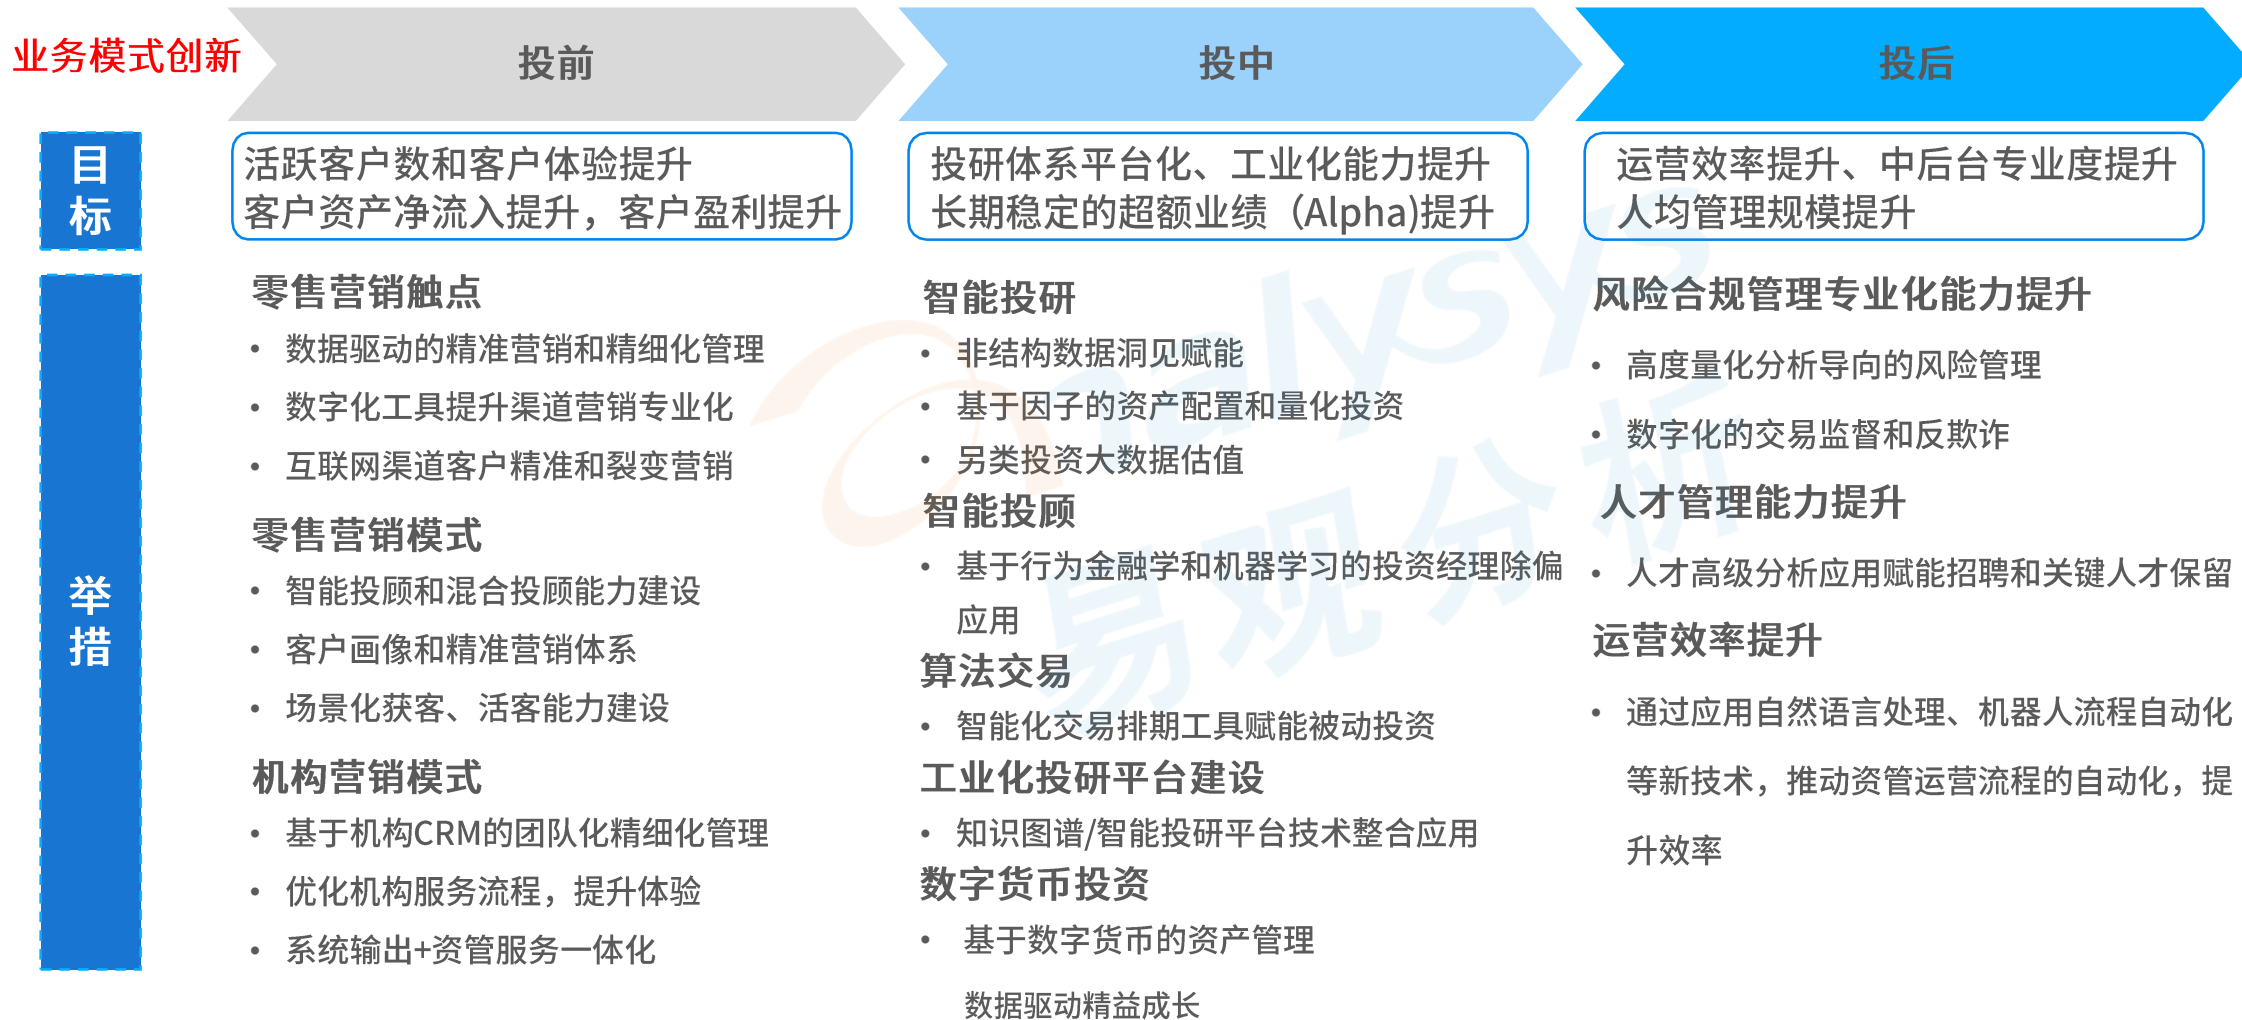 业务模式创新
投前
投中
投后
目标
活跃客户数和客户体验提升
客户资产净流入提升，客户盈利提升
投研体系平台化、工业化能力提升
长期稳定的超额业绩（Alpha)提升
运营效率提升、中后台专业度提升
人均管理规模提升
举措
零售营销触点
• 数据驱动的精准营销和精细化管理
• 数字化工具提升渠道营销专业化
• 互联网渠道客户精准和裂变营销
零售营销模式
• 智能投顾和混合投顾能力建设
• 客户画像和精准营销体系
• 场景化获客、活客能力建设
机构营销模式
• 基于机构CRM的团队化精细化管理
• 优化机构服务流程，提升体验
• 系统输出+资管服务一体化
智能投研
• 非结构数据洞见赋能
• 基于因子的资产配置和量化投资
• 另类投资大数据估值
智能投顾
• 基于行为金融学和机器学习的投资经理除偏
应用
算法交易
• 智能化交易排期工具赋能被动投资
工业化投研平台建设
• 知识图谱/智能投研平台技术整合应用
数字货币投资
• 基于数字货币的资产管理
数据驱动精益成长
风险合规管理专业化能力提升
• 高度量化分析导向的风险管理
• 数字化的交易监督和反欺诈
人才管理能力提升
• 人才高级分析应用赋能招聘和关键人才保留
运营效率提升
• 通过应用自然语言处理、机器人流程自动化
等新技术，推动资管运营流程的自动化，提
升效率
analysys
易观分析